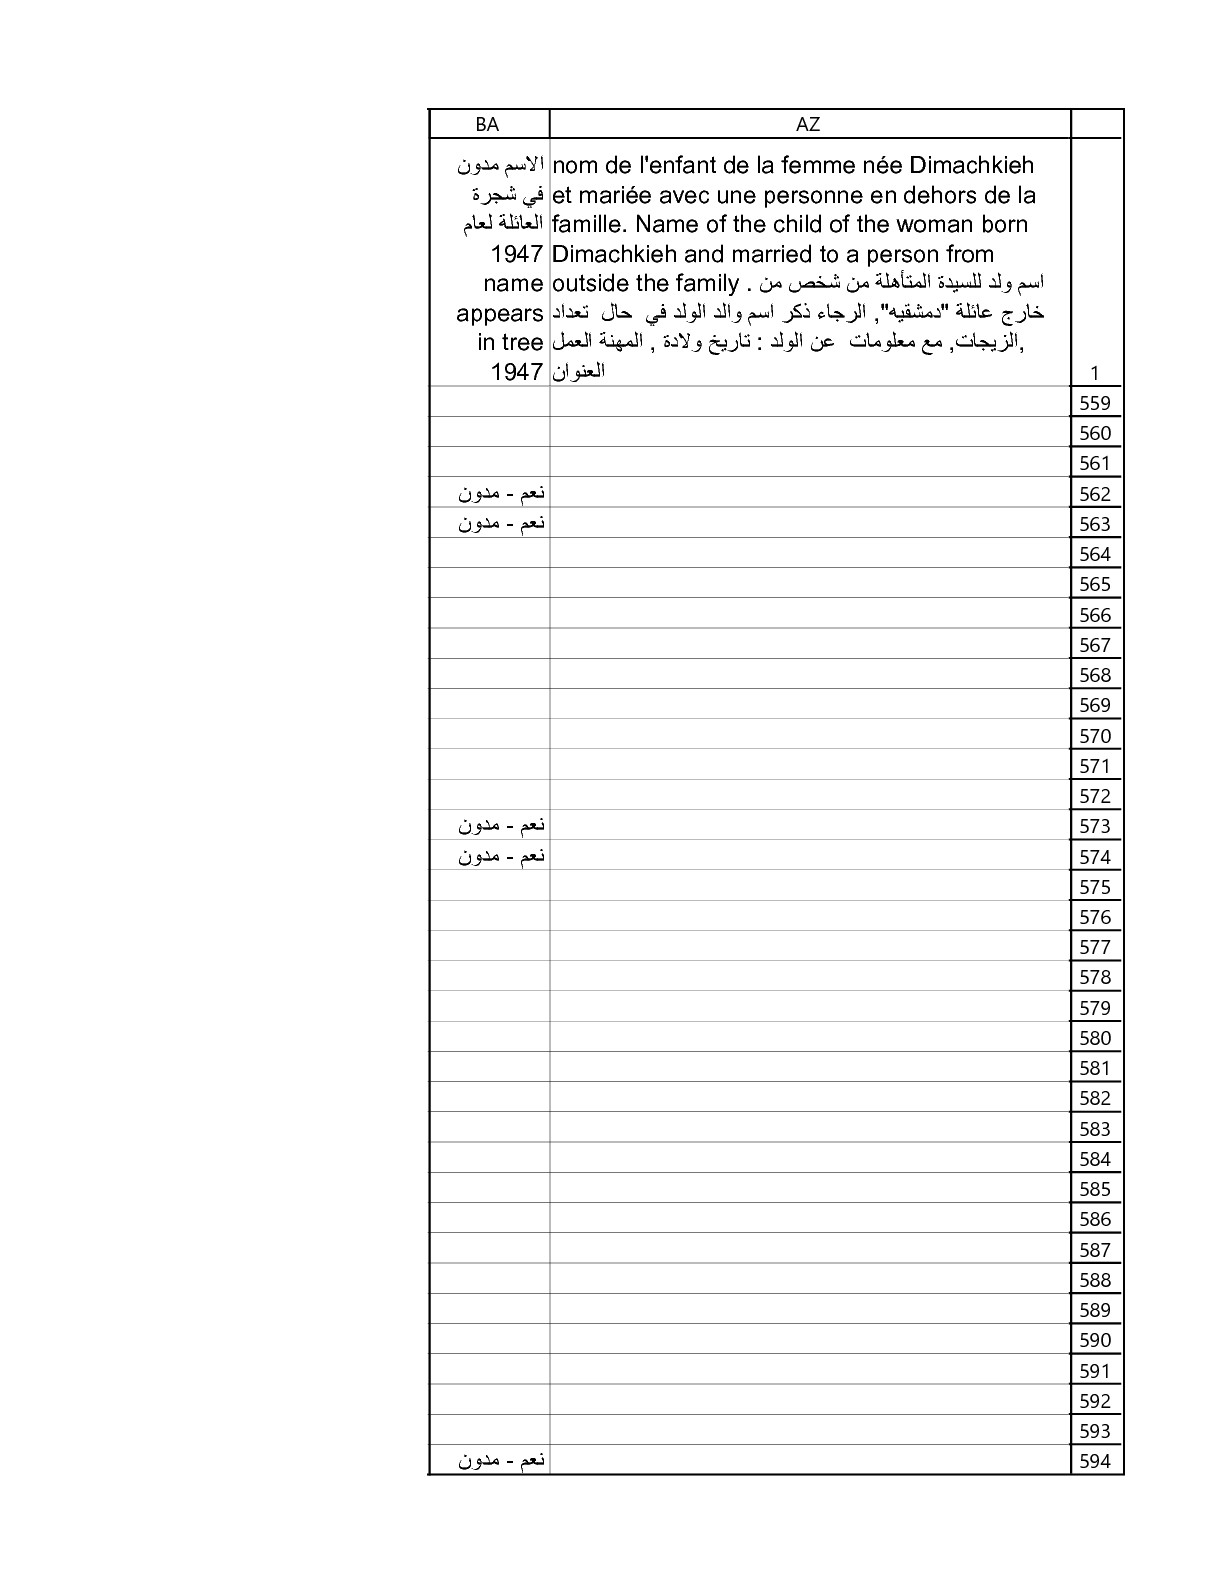 BA AZ
الاسم مدون
في شجرة
العائلة لعام
1947
name
appears
in tree
1947
nom de l'enfant de la femme née Dimachkieh
et mariée avec une personne en dehors de la
famille. Name of the child of the woman born
Dimachkieh and married to a person from
outside the family . اسم ولد للسيدة المتأهلة من شخص من
خارج عائلة "دمشقيه", الرجاء ذكر اسم والد الولد في حال تعداد
الزيجات, مع معلومات عن الولد : تاريخ ولادة , المهنة العمل,
العنوان
1
559
560
561
نعم - مدون 562
نعم - مدون 563
564
565
566
567
568
569
570
571
572
نعم - مدون 573
نعم - مدون 574
575
576
577
578
579
580
581
582
583
584
585
586
587
588
589
590
591
592
593
نعم - مدون 594